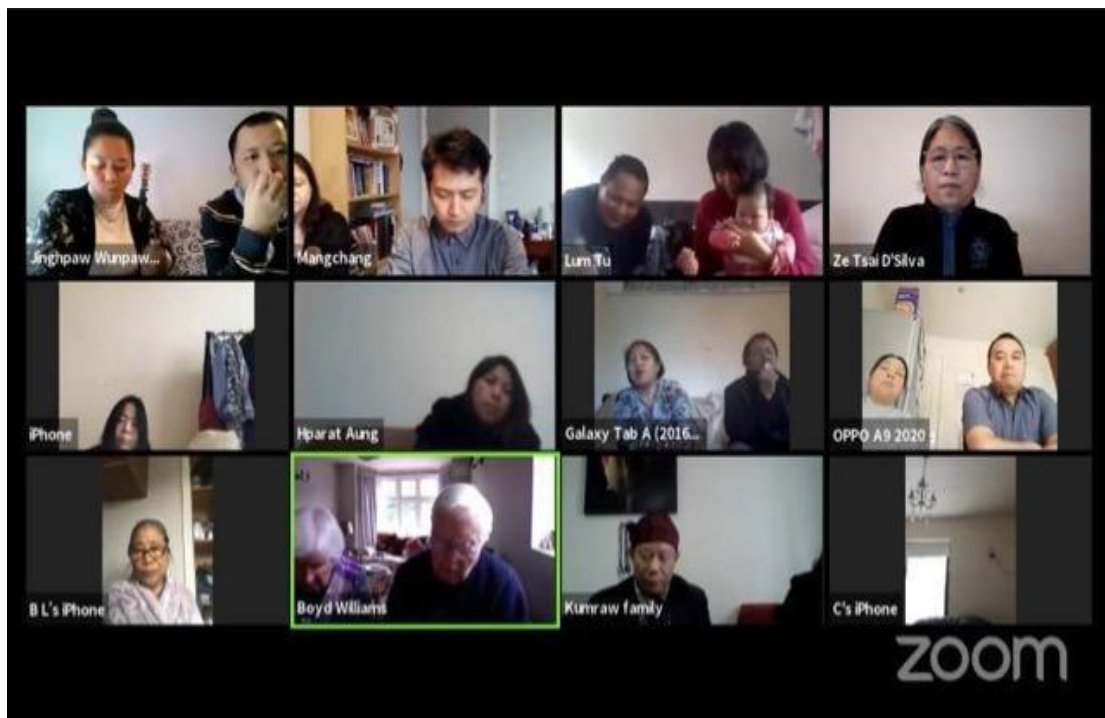 Jinghpaw Wunpaw...
Mangchang
Lum Tu
Ze Tsai D'Silva
iPhone
Hparat Aung
Galaxy Tab A (2016...
OPPO A9 2020
B L's iPhone
Boyd Williams
Kumraw family
C's iPhone
zoom